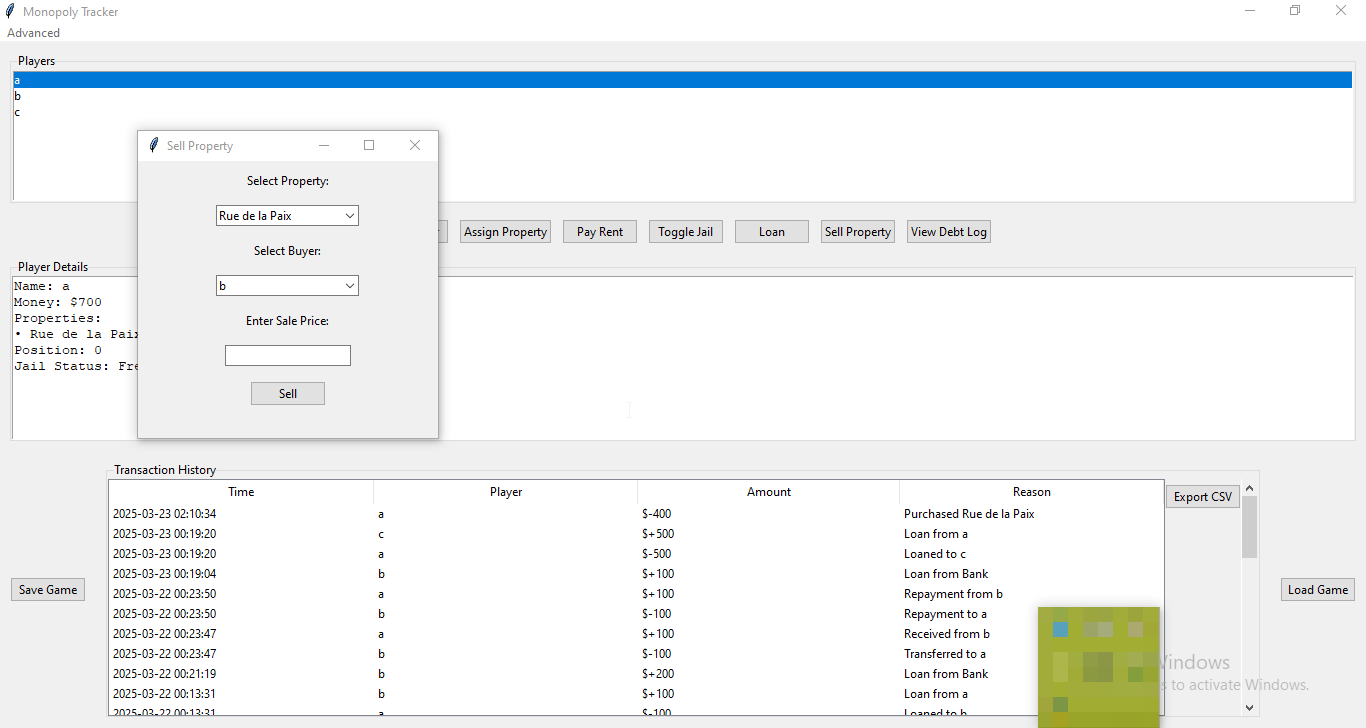 Monopoly Tracker
Advanced
Players
a
b
c
Sell Property
Select Property:
Rue de la Paix
Select Buyer:
b
Enter Sale Price:
Sell
Assign Property Pay Rent Toggle Jail Loan Sell Property View Debt Log
Player Details
Name: a
Money: $700
Properties:
• Rue de la Paix
Position: 0
Jail Status:
Transaction History
Time Player Amount Reason
Export CSV
2025-03-23 02:10:34 a $-400 Purchased Rue de la Paix
2025-03-23 00:19:20 c $+500 Loan from a
2025-03-23 00:19:20 a $-500 Loaned to c
2025-03-23 00:19:04 b $+100 Loan from Bank
2025-03-22 00:23:50 a $+100 Repayment from b
2025-03-22 00:23:50 b $-100 Repayment to a
2025-03-22 00:23:47 a $+100 Received from b
2025-03-22 00:23:47 b $-100 Transferred to a
2025-03-22 00:21:19 b $+200 Loan from Bank
2025-03-22 00:13:31 b $+100 Loan from a
2025-03-22 00:13:31 a $-100 Loaned to b
Save Game
Load Game
Windows
to activate Windows.